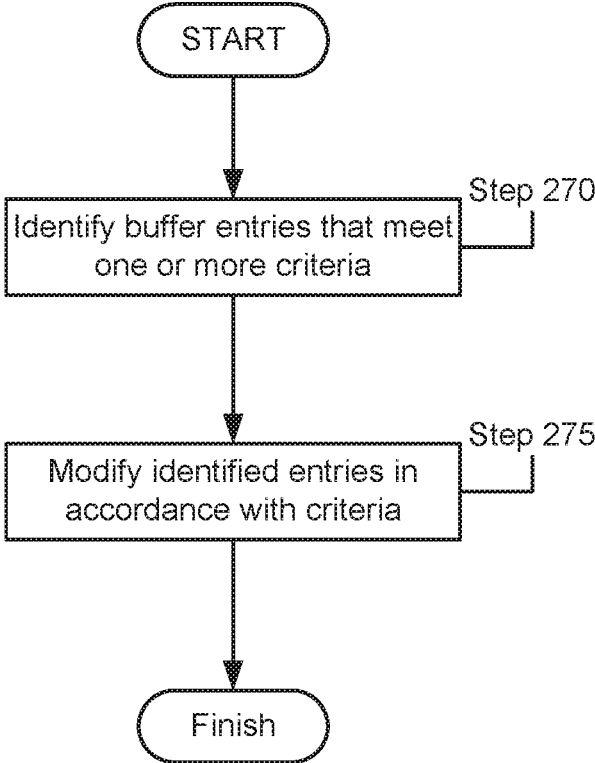 START
Step 270
Identify buffer entries that meet
one or more criteria
Step 275
Modify identified entries in
accordance with criteria
Finish